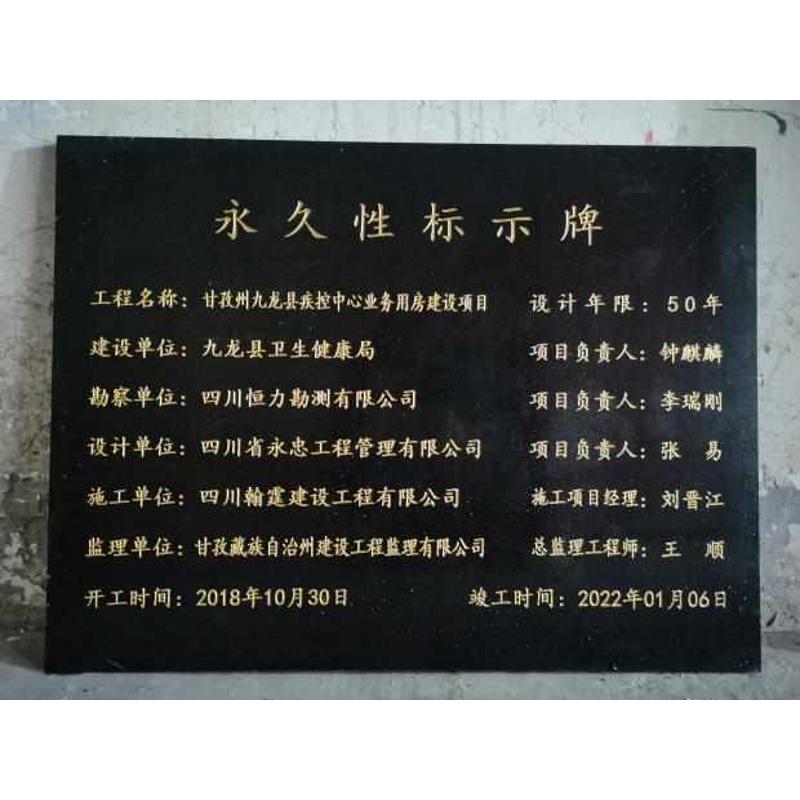 永久性标示牌
工程名称：甘孜州九龙县疾控中心业务用房建设项目 设计年限：50年
建设单位：九龙县卫生健康局 项目负责人：钟麒麟
勘察单位：四川恒力勘测有限公司 项目负责人：李瑞刚
设计单位：四川省永忠工程管理有限公司 项目负责人：张易
施工单位：四川翰霆建设工程有限公司 施工项目经理：刘晋江
监理单位：甘孜藏族自治州建设工程监理有限公司 总监理工程师：王顺
开工时间：2018年10月30日 竣工时间：2022年01月06日